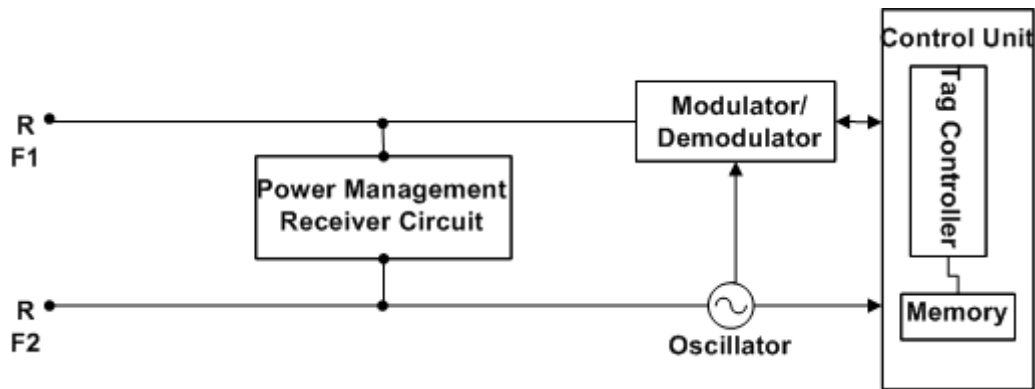 Control Unit
Tag Controller
Modulator/
Demodulator
R
F1
Power Management
Receiver Circuit
R
F2
Memory
Oscillator